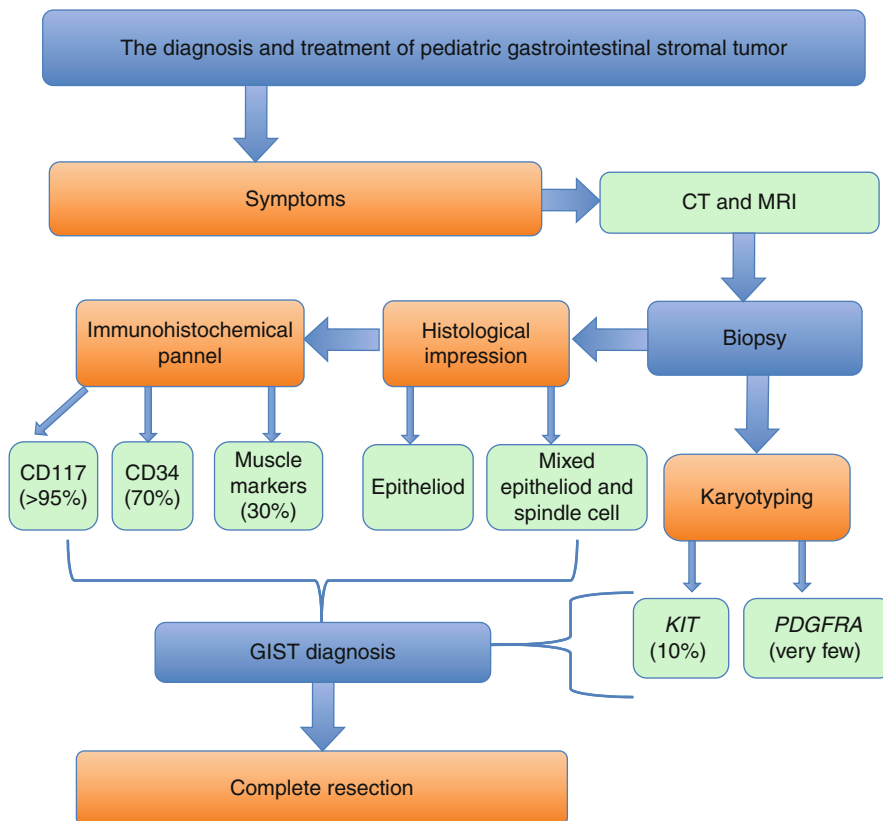 The diagnosis and treatment of pediatric gastrointestinal stromal tumor
Symptoms
CT and MRI
Biopsy
Histological
impression
Immunohistochemical
pannel
CD117
(>95%)
CD34
(70%)
Muscle
markers
(30%)
Epitheliod
Mixed
epitheliod and
spindle cell
Karyotyping
KIT
(10%)
PDGFRA
(very few)
GIST diagnosis
Complete resection